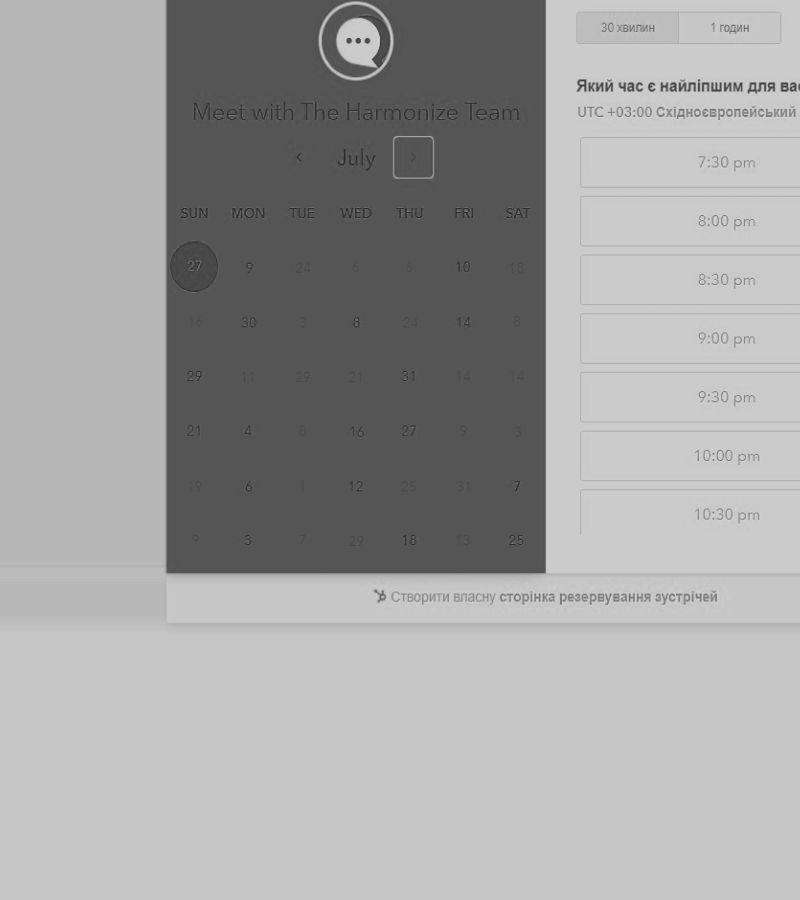 Meet with The Harmonize Team
July
SUN MON TUE WED THU FRI SAT
27 9 24 6 6 10 18
16 30 3 8 24 14 8
29 11 29 21 31 14 14
21 4 8 16 27 9 3
19 6 1 12 25 31 7
9 3 7 29 18 13 25
30 хвилин 1 годин
Який час є найліпшим для
UTC +03:00 Східноєвропейський
7:30 pm
8:00 pm
8:30 pm
9:00 pm
9:30 pm
10:00 pm
10:30 pm
Створити власну сторінка резервування зустрічей